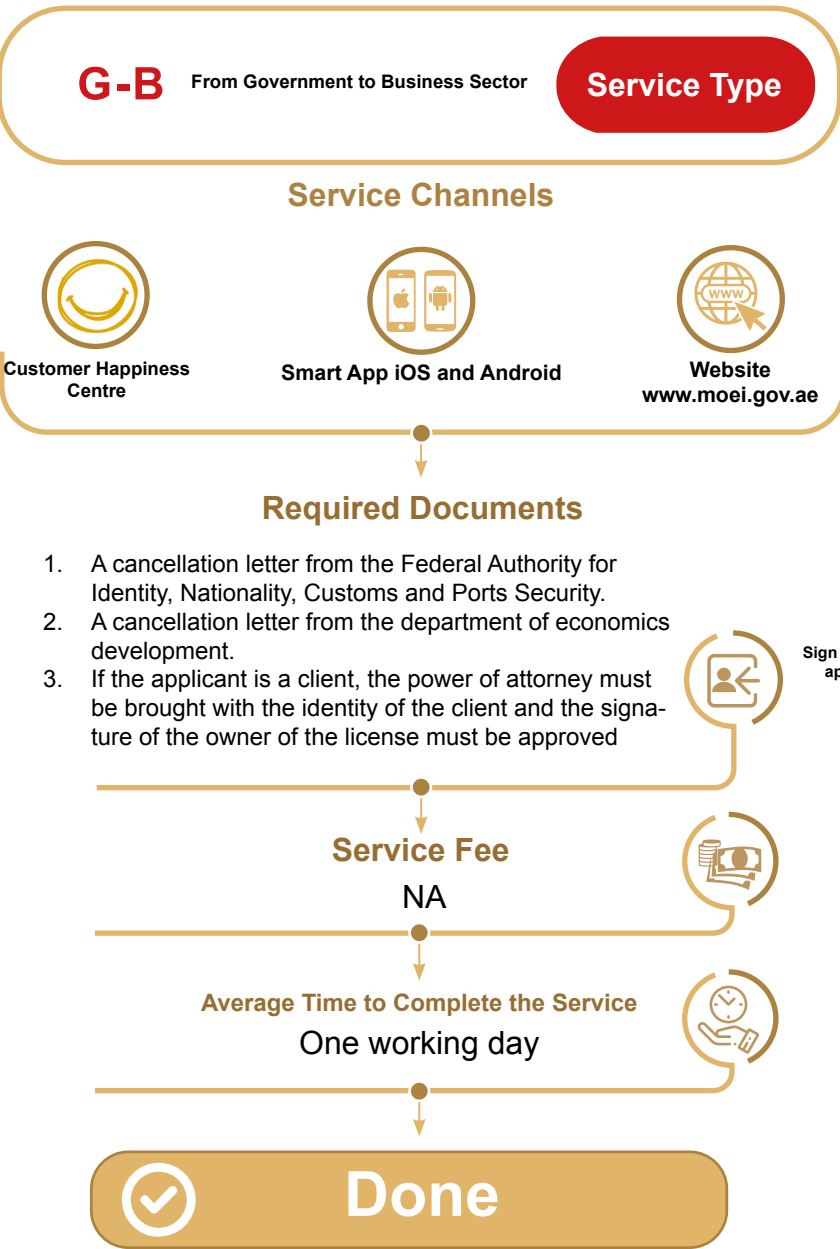 G-B
From Government to Business Sector
Service Type
Service Channels
Customer Happiness
Centre
Smart App iOS and Android
www
Website
www.moei.gov.ae
Required Documents
1. A cancellation letter from the Federal Authority for
Identity, Nationality, Customs and Ports Security.
2. A cancellation letter from the department of economics
development.
3. If the applicant is a client, the power of attorney must
be brought with the identity of the client and the signa-
ture of the owner of the license must be approved
Sign
Service Fee
NA
Average Time to Complete the Service
One working day
Done